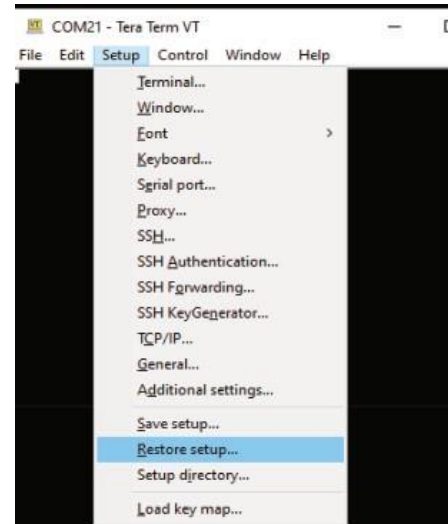 VT COM21 - Tera Term VT
File Edit Setup Control Window Help
Terminal...
Window...
Font >
Keyboard...
Serial port...
Proxy...
SSH...
SSH Authentication...
SSH Forwarding...
SSH KeyGenerator...
TCP/IP...
General...
Additional settings...
Save setup...
Restore setup...
Setup directory...
Load key map...